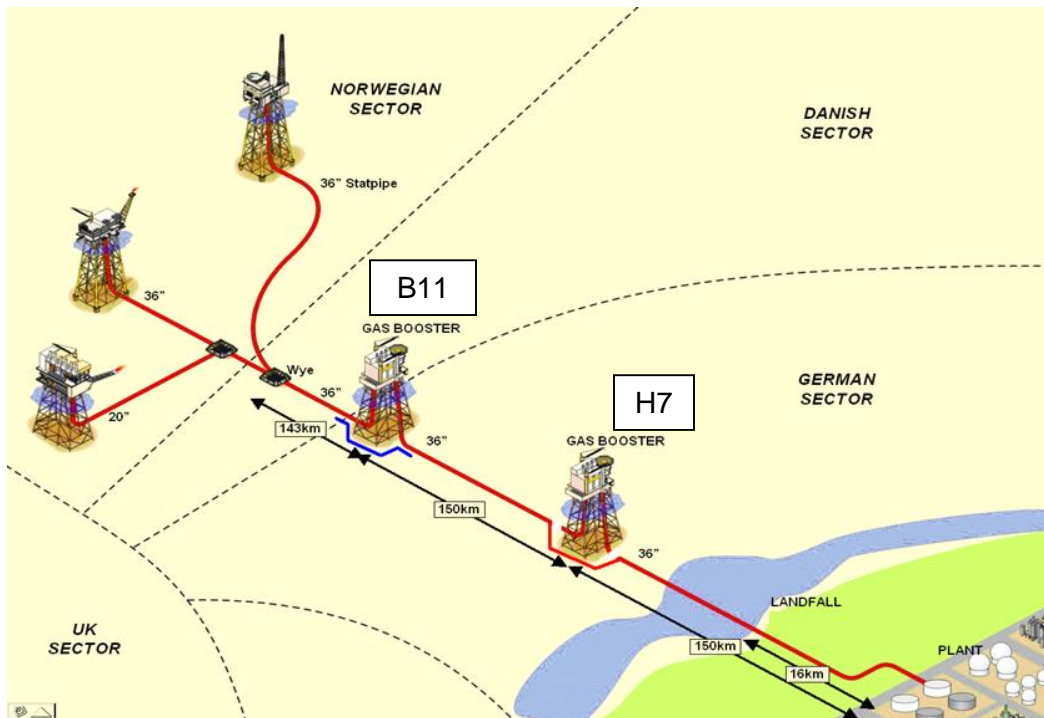 NORWEGIAN
SECTOR
DANISH
SECTOR
36" Statpipe
B11
36"
GAS BOOSTER
Wye
36"
GERMAN
SECTOR
H7
20"
143km
36"
GAS BOOSTER
150km
36"
LANDFALL
UK
SECTOR
150km
PLANT
16km